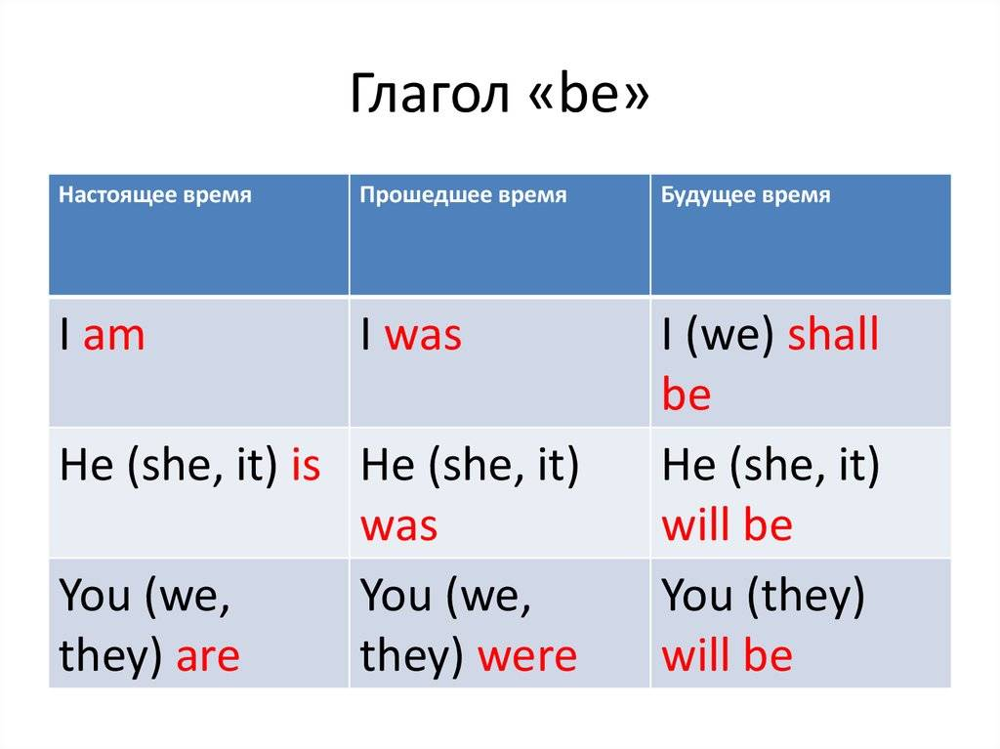 Глагол «be»
Настоящее время
Прошедшее время
Будущее время
I am
I was
I (we) shall
be
He (she, it) is
He (she, it)
was
He (she, it)
will be
You (we,
they) are
You (we,
they) were
You (they)
will be